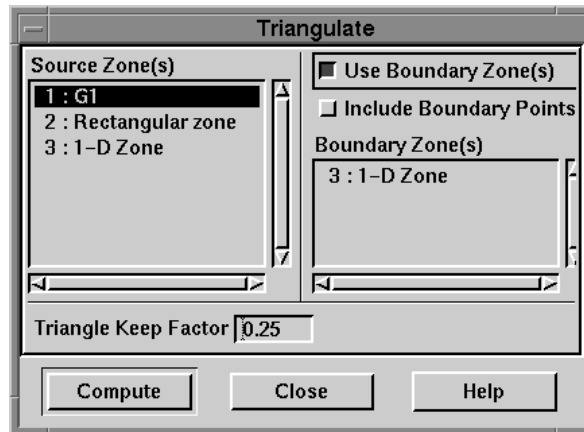 Triangulate
Source Zone(s)
1 : G1
2 : Rectangular zone
3 : 1-D Zone
Use Boundary Zone(s)
Include Boundary Points
Boundary Zone(s)
3 : 1-D Zone
Triangle Keep Factor 0.25
Compute Close Help